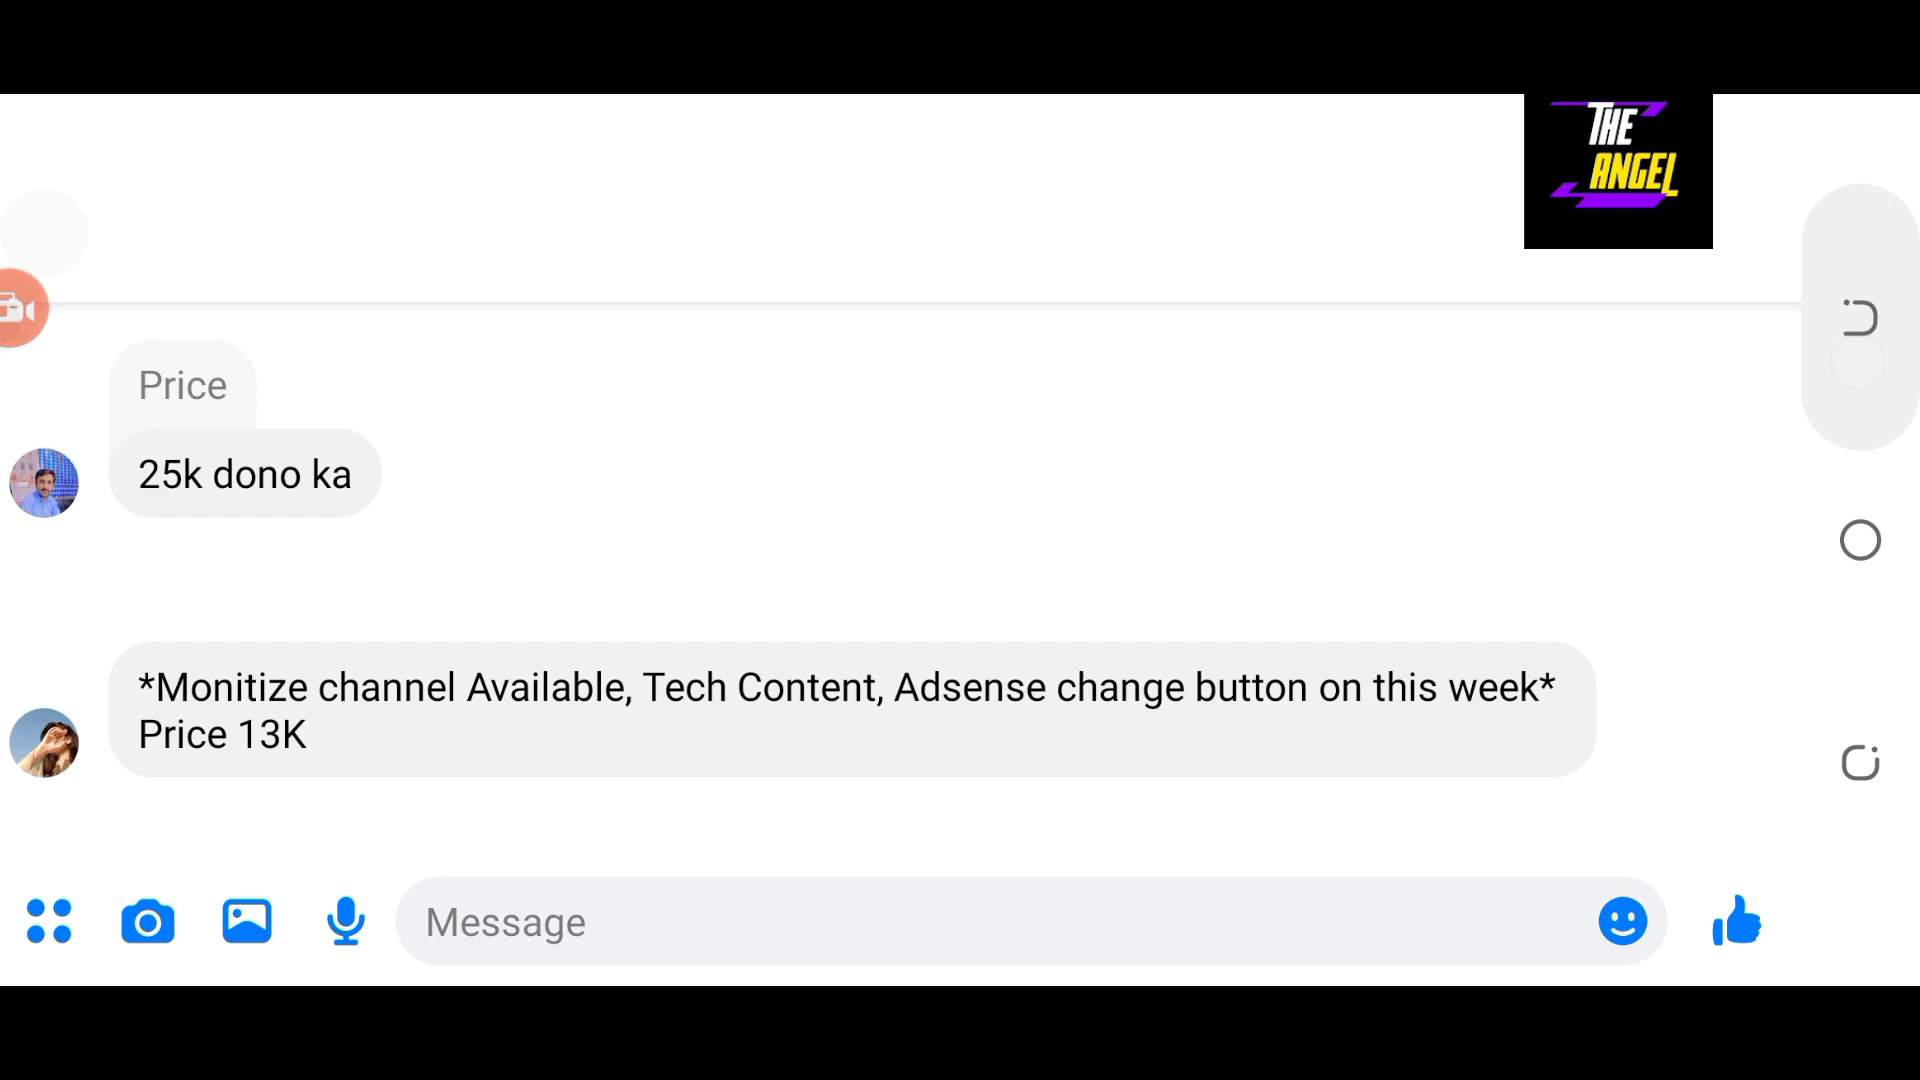 THE
ANGEL
Price
25k dono ka
*Monitize channel Available, Tech Content, Adsense change button on this week*
Price 13K
Message